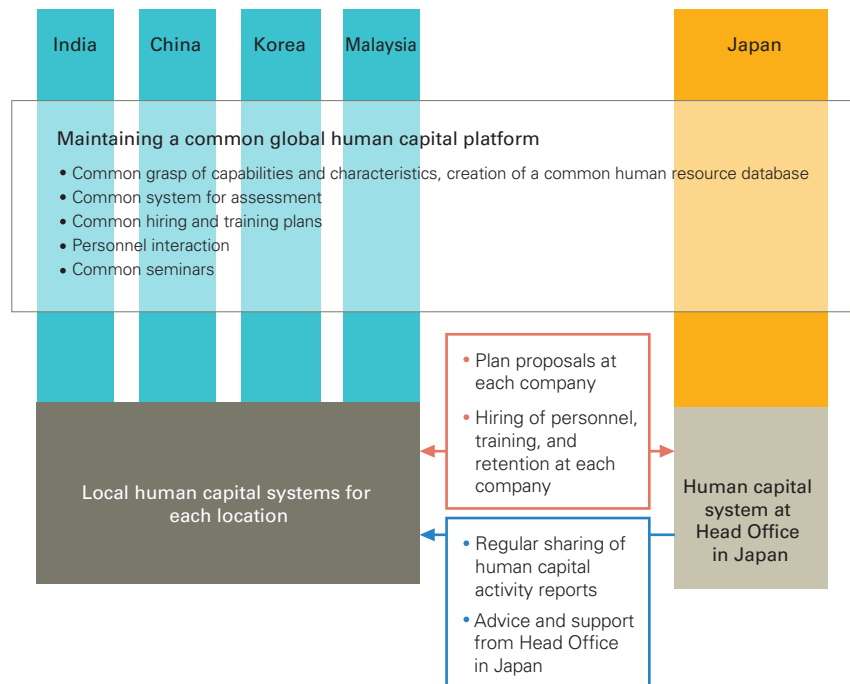 India
China
Korea
Malaysia
Japan
Maintaining a common global human capital platform
• Common grasp of capabilities and characteristics, creation of a common human resource database
• Common system for assessment
• Common hiring and training plans
• Personnel interaction
• Common seminars
• Plan proposals at
each company
• Hiring of personnel,
training, and
retention at each
company
Local human capital systems for
each location
Human capital
system at
Head Office
in Japan
• Regular sharing of
human capital
activity reports
• Advice and support
from Head Office
in Japan